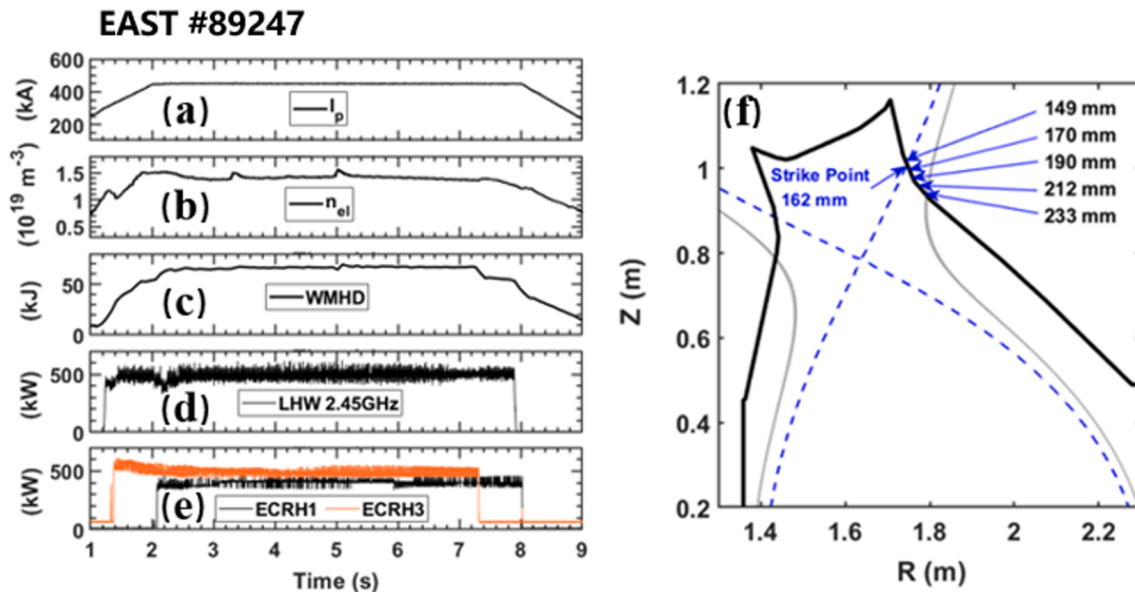 EAST #89247
600
400
200
(kA)
(a)
I_p
1.5
1
0.5
(10^19 m^-3)
(b)
n_el
50
0
(kJ)
(c)
WMHD
500
0
(kW)
(d)
LHW 2.45GHz
500
0
(kW)
(e)
ECRH1 ECRH3
1 2 3 4 5 6 7 8 9
Time (s)
(f)
1.2
1
0.8
0.6
0.4
0.2
Z (m)
149 mm
170 mm
190 mm
212 mm
233 mm
Strike Point
162 mm
1.4 1.6 1.8 2 2.2
R (m)